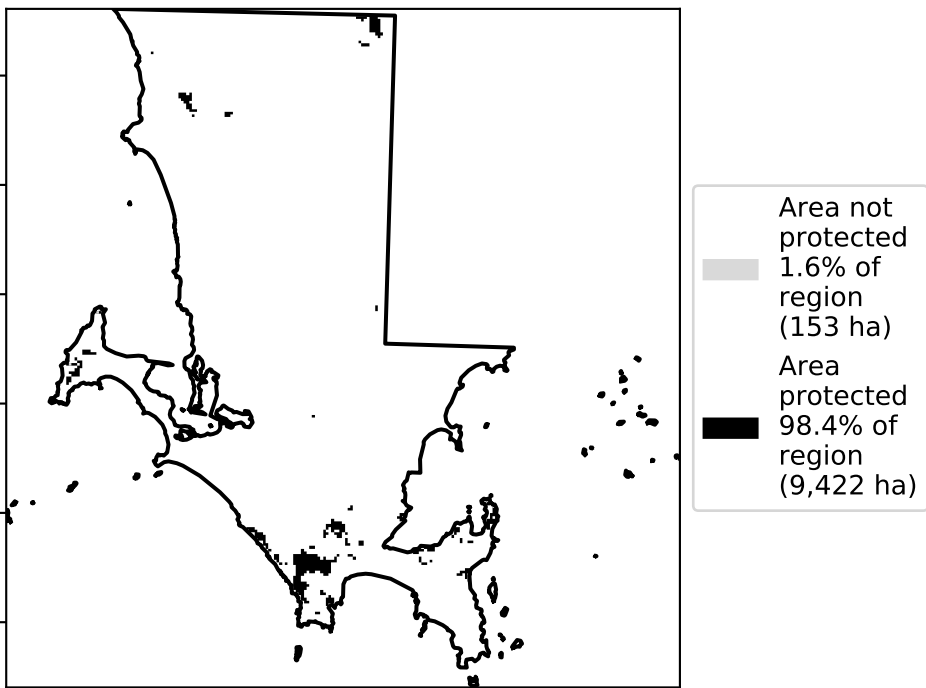 Area not
protected
1.6% of
region
(153 ha)
Area
protected
98.4% of
region
(9,422 ha)